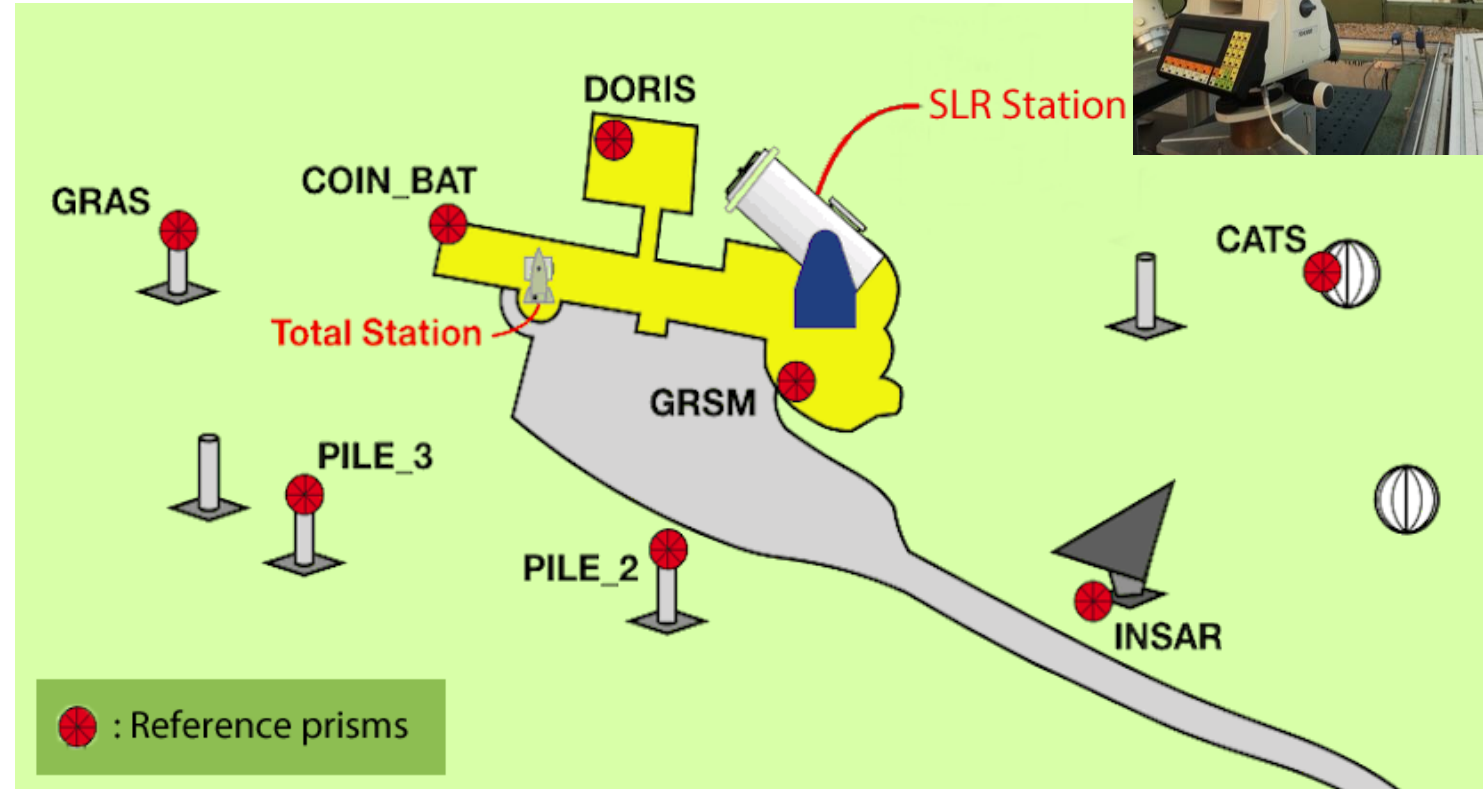 DORIS
SLR Station
COIN_BAT
GRAS
CATS
Total Station
GRSM
PILE_3
PILE_2
INSAR
: Reference prisms